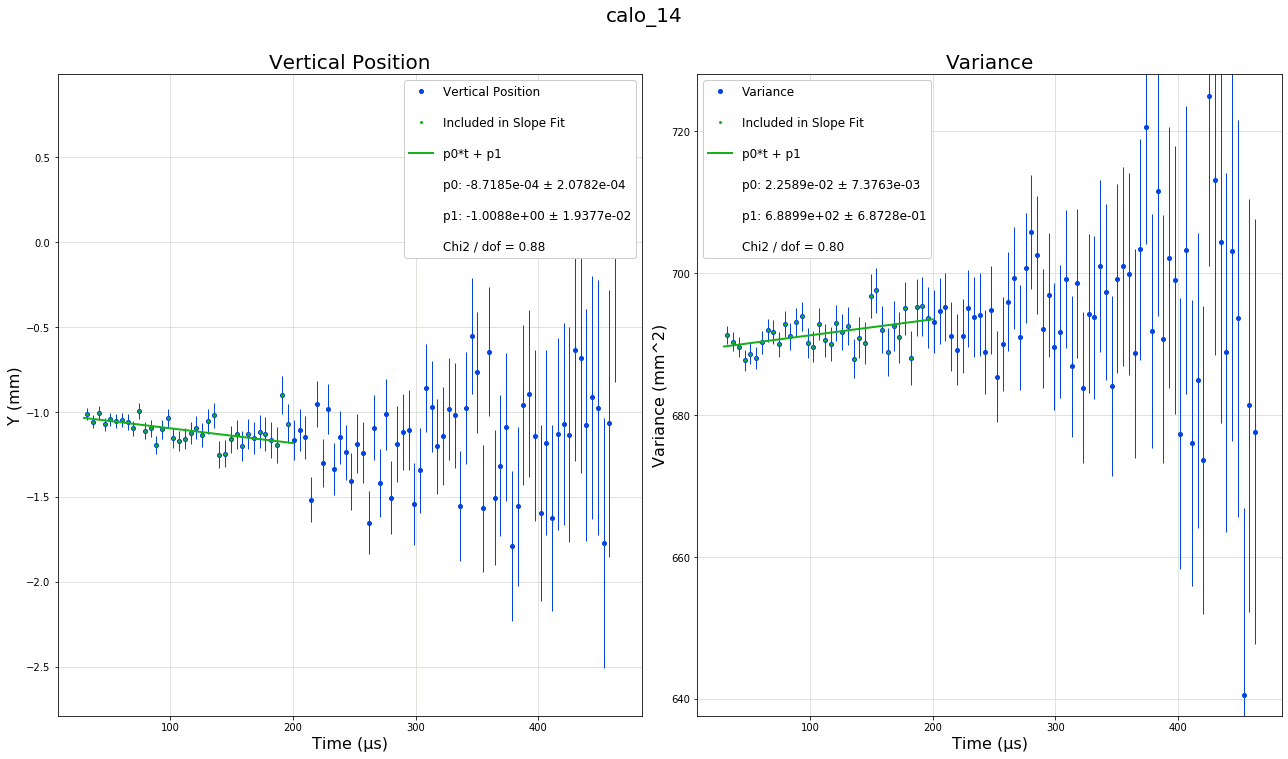 calo_14
Vertical Position
Vertical Position
Included in Slope Fit
p0*t + p1
p0: -8.7185e-04 ± 2.0782e-04
p1: -1.0088e+00 ± 1.9377e-02
Chi2 / dof = 0.88
0.5
0.0
−0.5
−1.0
−1.5
−2.0
−2.5
Y (mm)
100
200
300
400
Time (μs)
Variance
Variance
Included in Slope Fit
p0*t + p1
p0: 2.2589e-02 ± 7.3763e-03
p1: 6.8899e+02 ± 6.8728e-01
Chi2 / dof = 0.80
720
700
680
660
640
Variance (mm^2)
100
200
300
400
Time (μs)